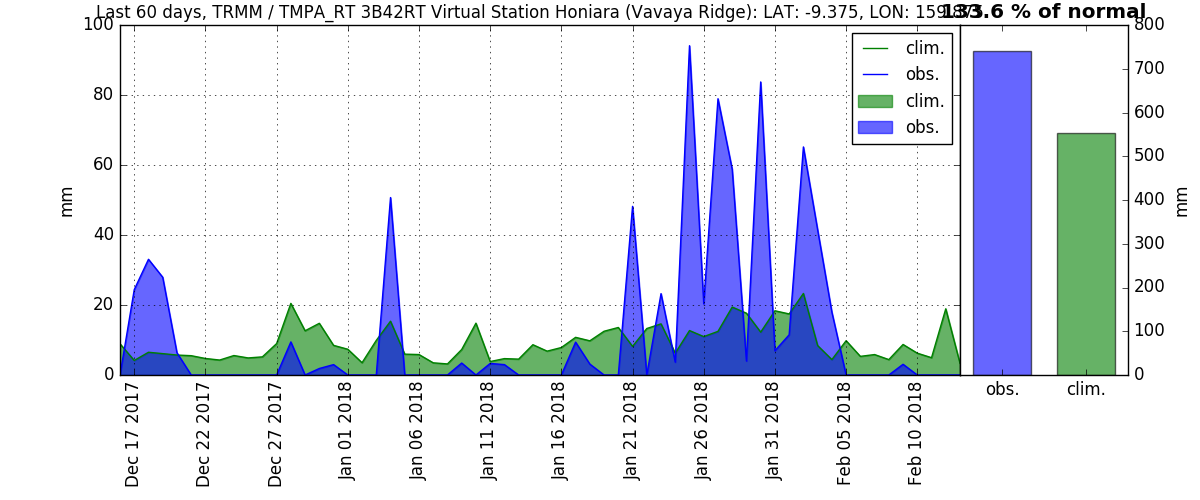 Last 60 days, TRMM / TMPA_RT 3B42RT Virtual Station Honiara (Vavaya Ridge): LAT: -9.375, LON:
133.6 % of normal
100
80
60
40
20
0
mm
clim.
obs.
clim.
obs.
800
700
600
500
400
300
200
100
0
mm
obs.
clim.
Dec 17 2017
Dec 22 2017
Dec 27 2017
Jan 01 2018
Jan 06 2018
Jan 11 2018
Jan 16 2018
Jan 21 2018
Jan 26 2018
Jan 31 2018
Feb 05 2018
Feb 10 2018